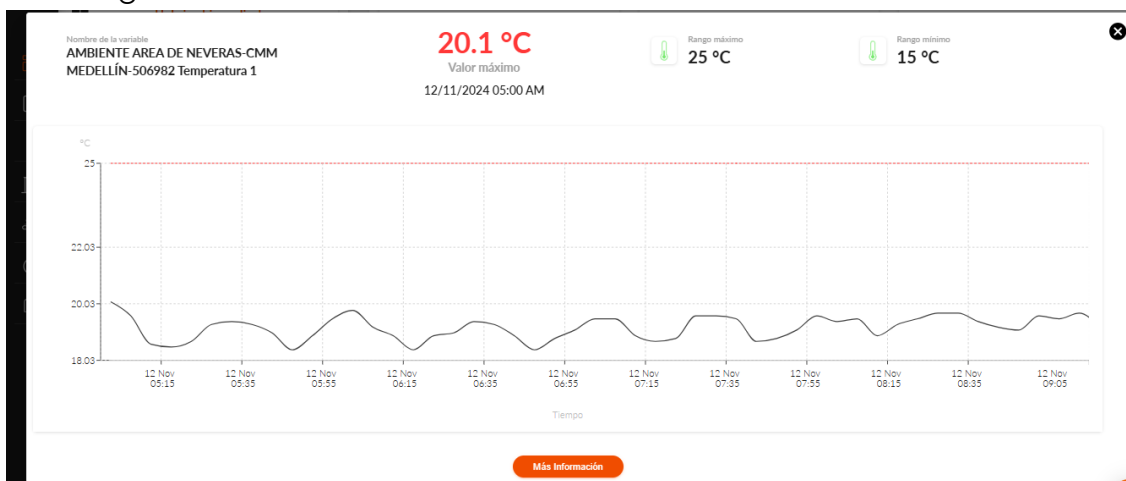 Nombre de la variable
AMBIENTE AREA DE NEVERAS-CMM
MEDELLÍN-506982 Temperatura 1
20.1 °C
Valor máximo
12/11/2024 05:00 AM
Rango máximo
25 °C
Rango mínimo
15 °C
°C
25
22.03
20.03
18.03
12 Nov 05:15
12 Nov 05:35
12 Nov 05:55
12 Nov 06:15
12 Nov 06:35
12 Nov 06:55
12 Nov 07:15
12 Nov 07:35
12 Nov 07:55
12 Nov 08:15
12 Nov 08:35
12 Nov 09:05
Tiempo
Más Información